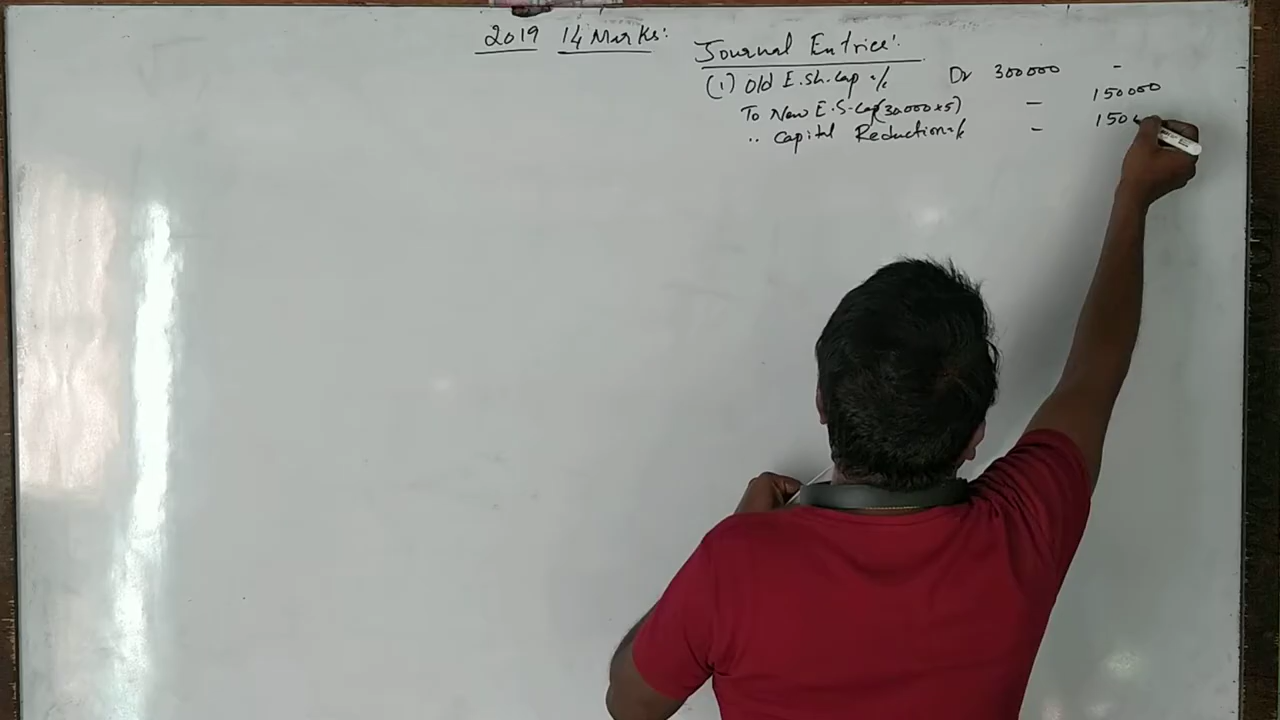 2019 14 Marks:
Journal Entries:
(1) Old E.Sh.Cap a/c Dr 300000 -
To New E.S-Cap(30000x5) - 150000
.. Capital Reduction a/c - 150